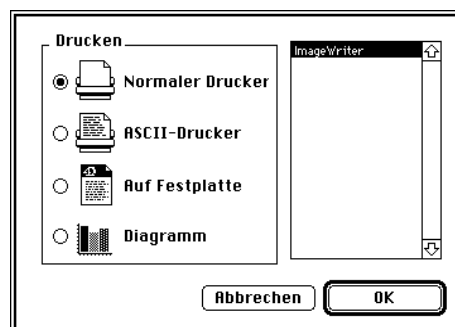 Drucken
Normaler Drucker
ASCII-Drucker
Auf Festplatte
Diagramm
ImageWriter
Abbrechen
OK